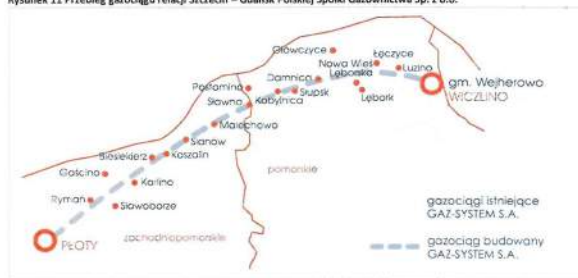 Rysunek 11 Przebieg gazociągu relacji Szczecin – Gdańsk Polskiej Spółki Gazownictwa Sp. z o.o.
Główczyce
Łęczyce
Nowa Wieś
Lęborska
Luzino
Damnica
gm. Wejherowo
WICZLINO
Postomino
Słupsk
Lębork
Sławno
Kobylnica
Malechowo
Sianów
Biesiekierz
Koszalin
pomorskie
Gościno
Karlino
gazociągi istniejące
GAZ-SYSTEM S.A.
Rymań
Sławoborze
PŁOTY
zachodniopomorskie
gazociąg budowany
GAZ-SYSTEM S.A.